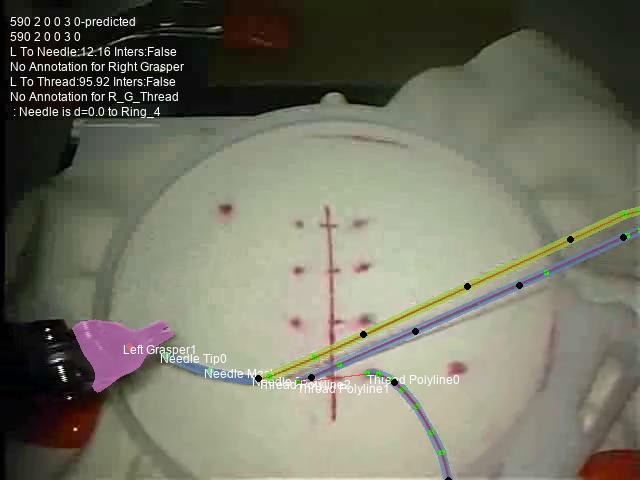 590 2 0 0 3 0-predicted
590 2 0 0 3 0
L To Needle:12.16 Inters:False
No Annotation for Right Grasper
L To Thread:95.92 Inters:False
No Annotation for R_G_Thread
: Needle is d=0.0 to Ring_4
Left Grasper1
Needle Tip0
Thread Polyline0
Thread Polyline1